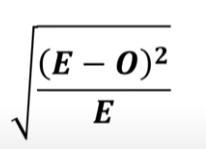 √((E − O)²/E)